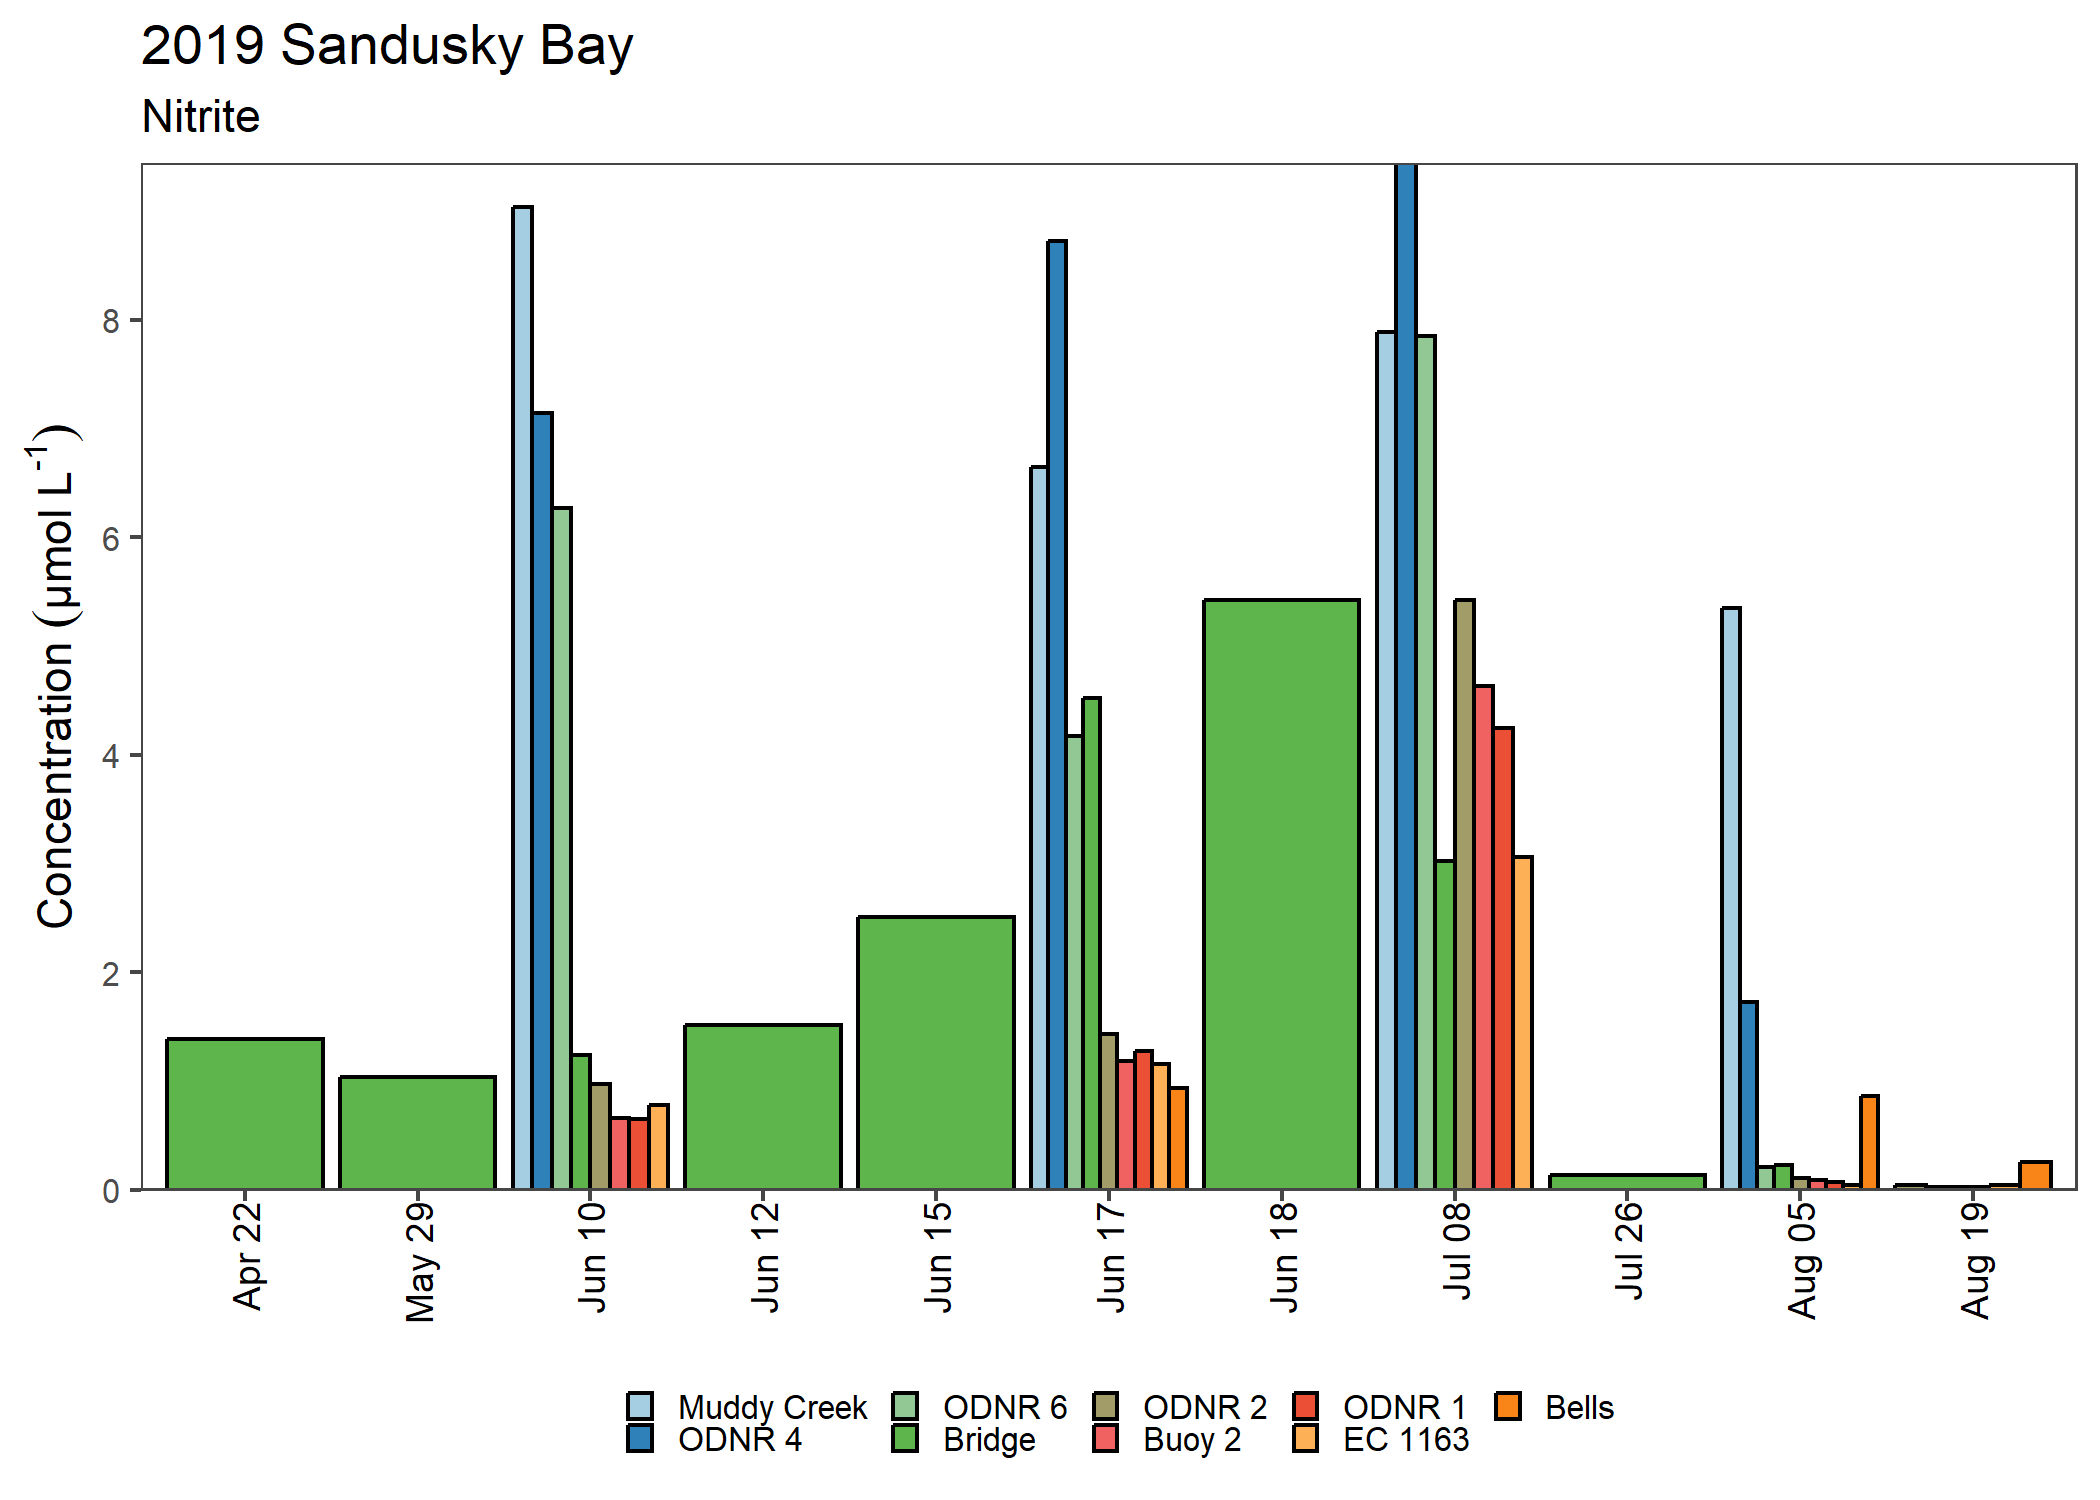 2019 Sandusky Bay
Nitrite
Concentration (μmol L⁻¹)
8
6
4
2
0
Apr 22
May 29
Jun 10
Jun 12
Jun 15
Jun 17
Jun 18
Jul 08
Jul 26
Aug 05
Aug 19
Muddy Creek ODNR 6 ODNR 2 ODNR 1 Bells
ODNR 4 Bridge Buoy 2 EC 1163